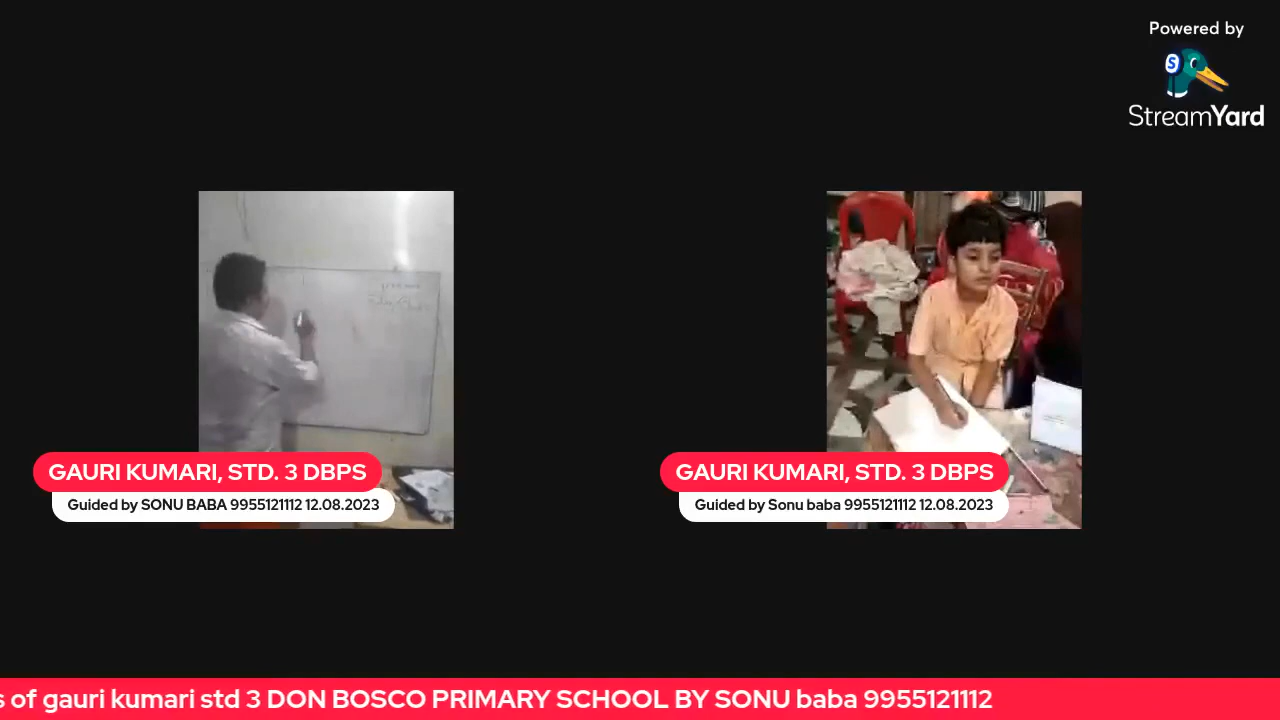 Powered by
StreamYard
GAURI KUMARI, STD. 3 DBPS
Guided by SONU BABA 9955121112 12.08.2023
GAURI KUMARI, STD. 3 DBPS
Guided by Sonu baba 9955121112 12.08.2023
s of gauri kumari std 3 DON BOSCO PRIMARY SCHOOL BY SONU baba 9955121112